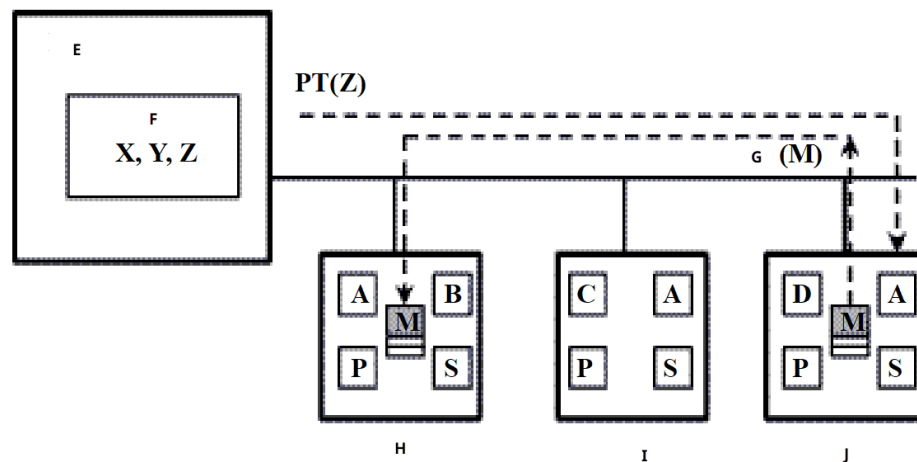 E
PT(Z)
F
X, Y, Z
G (M)
A B C A D A
M M
P S P S P S
H I J